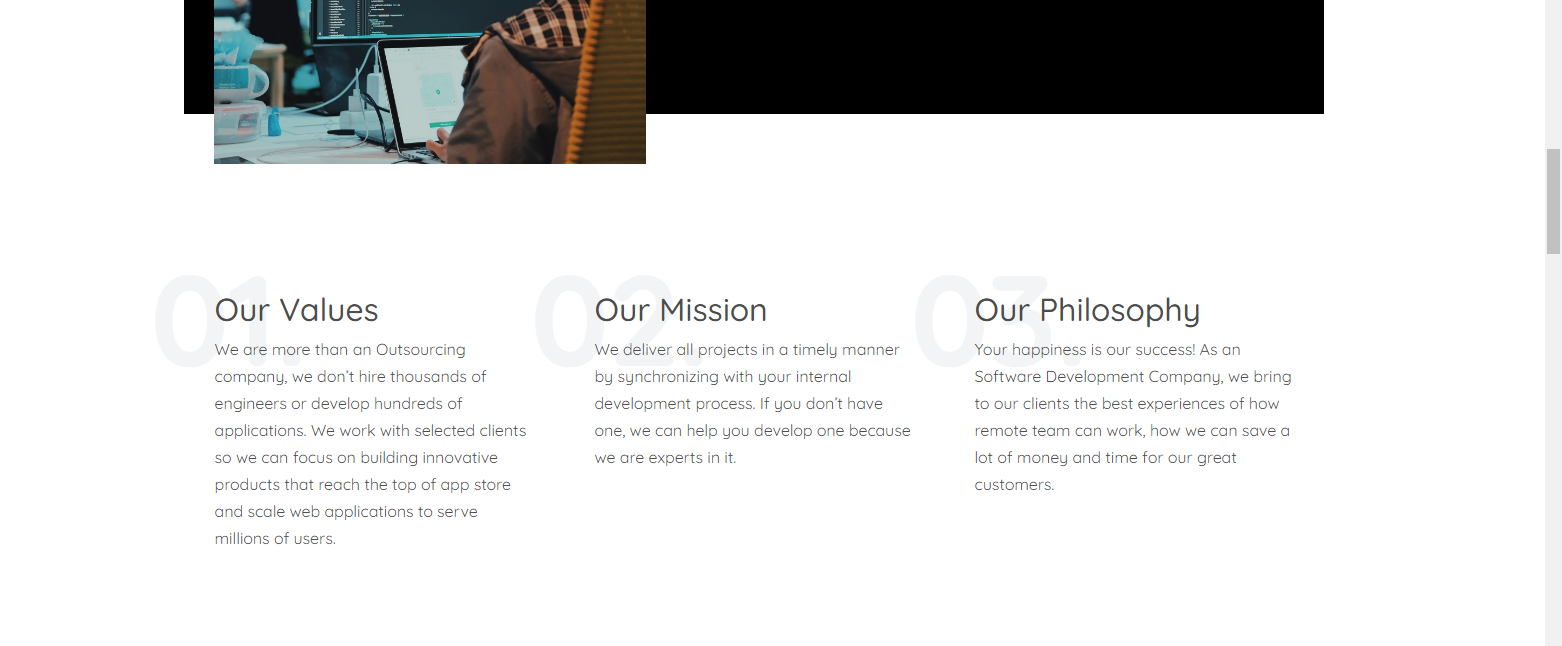 01.
Our Values
We are more than an Outsourcing
company, we don't hire thousands of
engineers or develop hundreds of
applications. We work with selected clients
so we can focus on building innovative
products that reach the top of app store
and scale web applications to serve
millions of users.
02.
Our Mission
We deliver all projects in a timely manner
by synchronizing with your internal
development process. If you don't have
one, we can help you develop one because
we are experts in it.
03.
Our Philosophy
Your happiness is our success! As an
Software Development Company, we bring
to our clients the best experiences of how
remote team can work, how we can save a
lot of money and time for our great
customers.